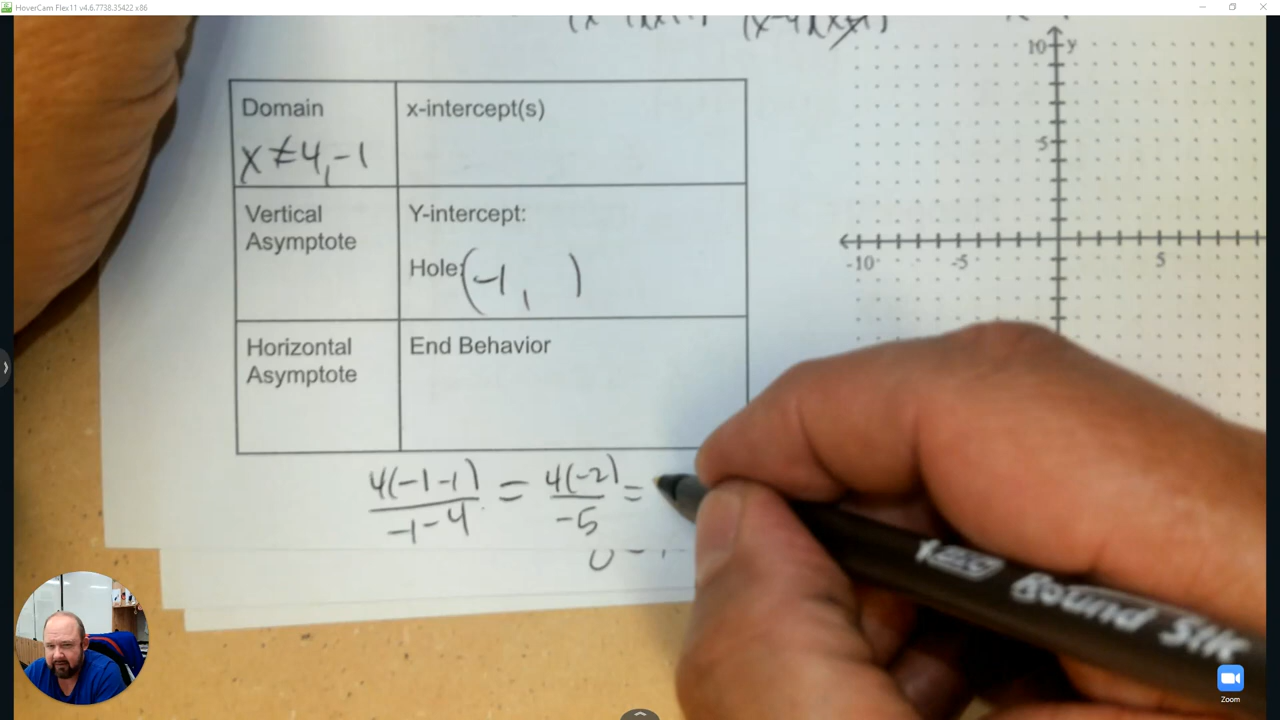 HoverCam Flex11 v4.6.7738.35422 x86
10 y
Domain
x-intercept(s)
x ≠ 4, -1
5
Vertical
Asymptote
Y-intercept:
Hole: (-1, )
-10 -5 5
Horizontal
Asymptote
End Behavior
4(-1-1)/(-1-4) = 4(-2)/-5 =
Round Stic
Zoom